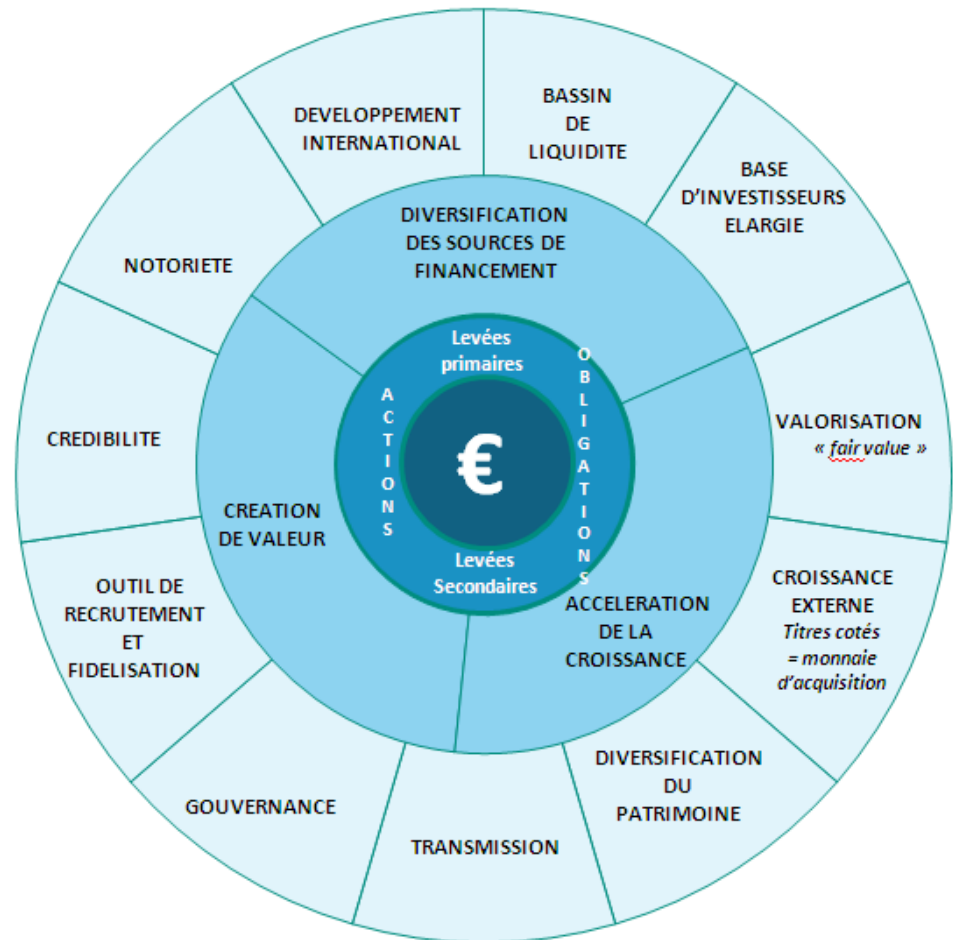 DEVELOPPEMENT
INTERNATIONAL
BASSIN
DE
LIQUIDITE
BASE
D'INVESTISSEURS
ELARGIE
VALORISATION
« fair value »
CROISSANCE
EXTERNE
Titres cotés
= monnaie
d'acquisition
DIVERSIFICATION
DU
PATRIMOINE
TRANSMISSION
GOUVERNANCE
OUTIL DE
RECRUTEMENT
ET
FIDELISATION
CREDIBILITE
NOTORIETE
DIVERSIFICATION
DES SOURCES DE
FINANCEMENT
ACCELERATION
DE LA
CROISSANCE
CREATION
DE VALEUR
Levées
primaires
OBLIGATIONS
Levées
Secondaires
ACTIONS
€